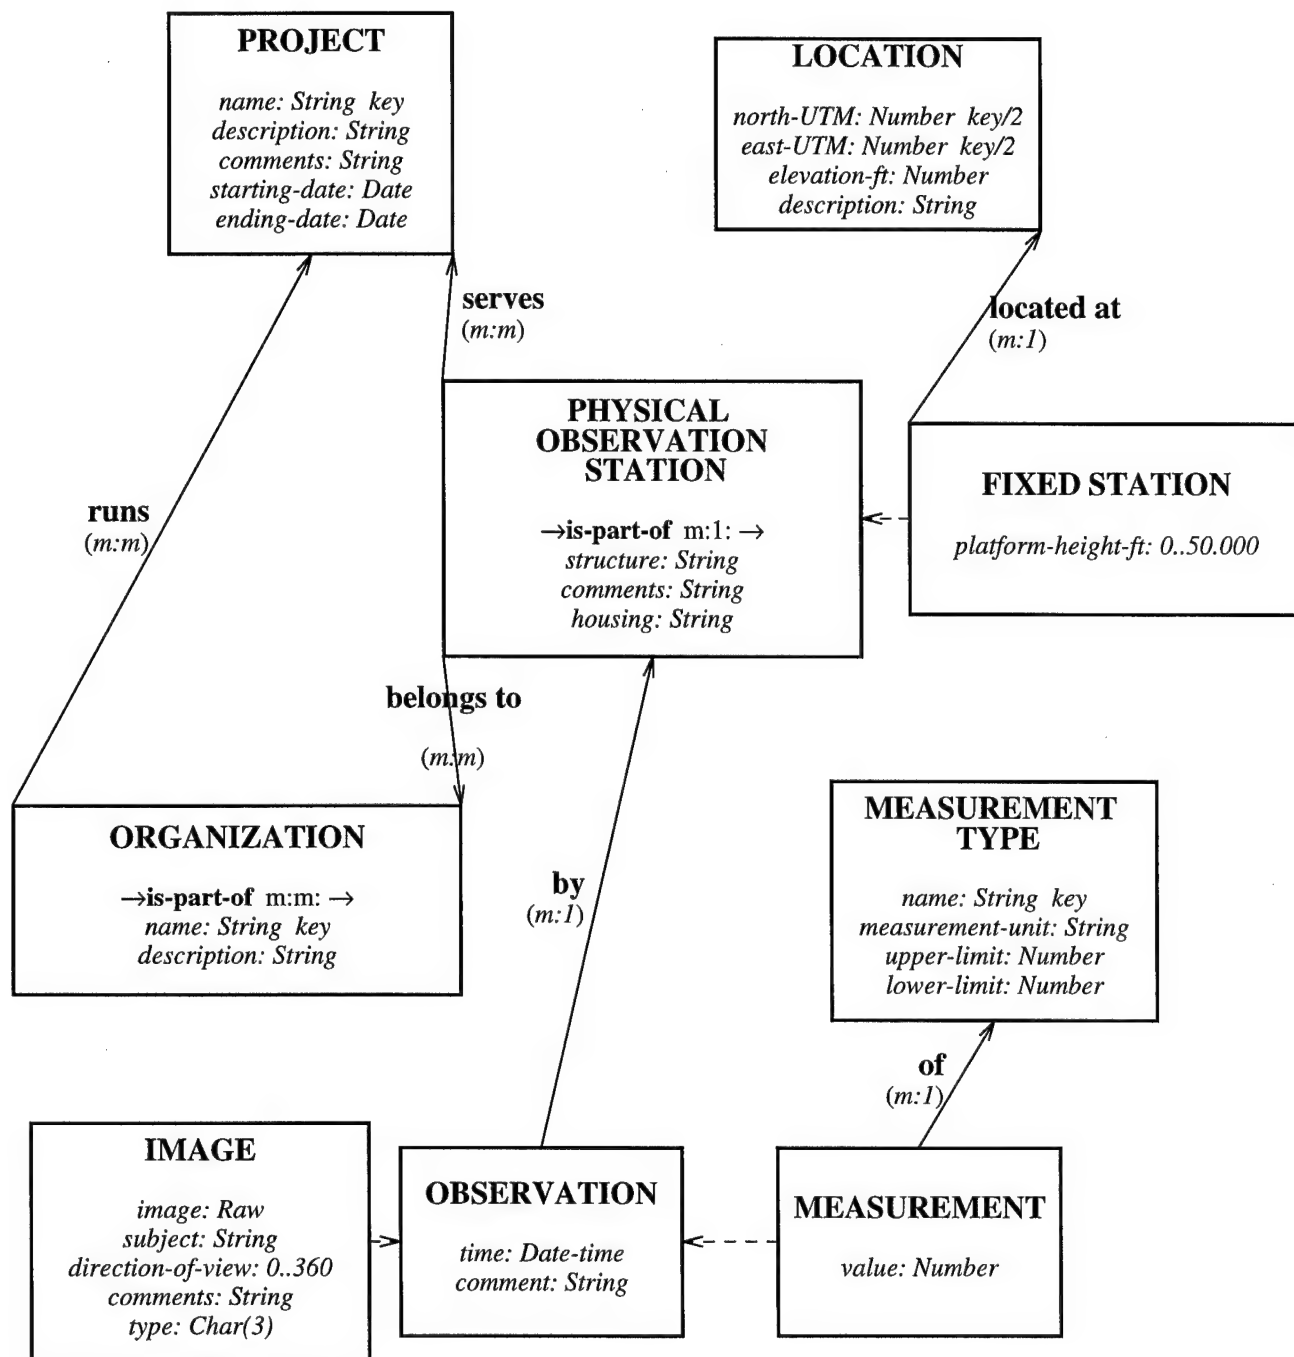 PROJECT
name: String key
description: String
comments: String
starting-date: Date
ending-date: Date
LOCATION
north-UTM: Number key/2
east-UTM: Number key/2
elevation-ft: Number
description: String
serves
(m:m)
located at
(m:1)
PHYSICAL
OBSERVATION
STATION
→is-part-of m:1: →
structure: String
comments: String
housing: String
FIXED STATION
platform-height-ft: 0..50.000
runs
(m:m)
belongs to
(m:m)
ORGANIZATION
→is-part-of m:m: →
name: String key
description: String
by
(m:1)
MEASUREMENT
TYPE
name: String key
measurement-unit: String
upper-limit: Number
lower-limit: Number
of
(m:1)
IMAGE
image: Raw
subject: String
direction-of-view: 0..360
comments: String
type: Char(3)
OBSERVATION
time: Date-time
comment: String
MEASUREMENT
value: Number